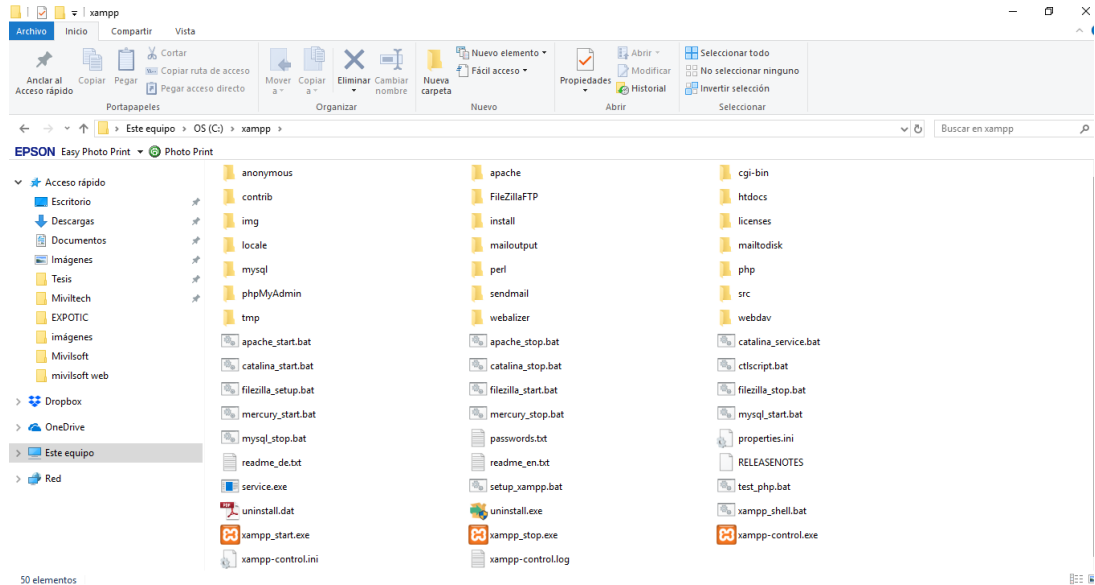 xampp
Archivo Inicio Compartir Vista
Anclar al Acceso rápido
Copiar
Pegar
Cortar
Copiar ruta de acceso
Pegar acceso directo
Portapapeles
Mover a
Copiar a
Eliminar
Cambiar nombre
Organizar
Nueva carpeta
Nuevo elemento
Fácil acceso
Nuevo
Propiedades
Abrir
Modificar
Historial
Abrir
Seleccionar todo
No seleccionar ninguno
Invertir selección
Seleccionar
Este equipo > OS (C:) > xampp >
Buscar en xampp
EPSON Easy Photo Print Photo Print
Acceso rápido
Escritorio
Descargas
Documentos
Imágenes
Tesis
Miviltech
EXPOTIC
imágenes
Mivilsoft
mivilsoft web
Dropbox
OneDrive
Este equipo
Red
anonymous apache cgi-bin
contrib FileZillaFTP htdocs
img install licenses
locale mailoutput mailtodisk
mysql perl php
phpMyAdmin sendmail src
tmp webalizer webdav
apache_start.bat apache_stop.bat catalina_service.bat
catalina_start.bat catalina_stop.bat ctlscript.bat
filezilla_setup.bat filezilla_start.bat filezilla_stop.bat
mercury_start.bat mercury_stop.bat mysql_start.bat
mysql_stop.bat passwords.txt properties.ini
readme_de.txt readme_en.txt RELEASENOTES
service.exe setup_xampp.bat test_php.bat
uninstall.dat uninstall.exe xampp_shell.bat
xampp_start.exe xampp_stop.exe xampp-control.exe
xampp-control.ini xampp-control.log
50 elementos